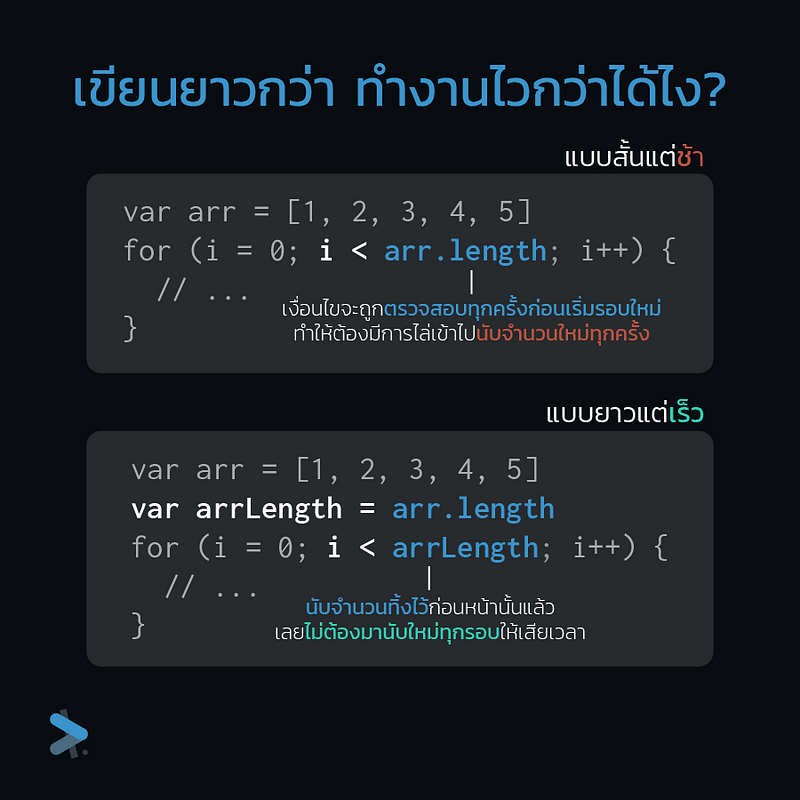 เขียนยาวกว่า ทำงานไวกว่าได้ไง?
แบบสั้นแต่ช้า
var arr = [1, 2, 3, 4, 5]
for (i = 0; i < arr.length; i++) {
// ...
เงื่อนไขจะถูกตรวจสอบทุกครั้งก่อนเริ่มรอบใหม่
ทำให้ต้องมีการไล่เข้าไปนับจำนวนใหม่ทุกครั้ง
}
แบบยาวแต่เร็ว
var arr = [1, 2, 3, 4, 5]
var arrLength = arr.length
for (i = 0; i < arrLength; i++) {
// ...
นับจำนวนทิ้งไว้ก่อนหน้านั้นแล้ว
เลยไม่ต้องมานับใหม่ทุกรอบให้เสียเวลา
}